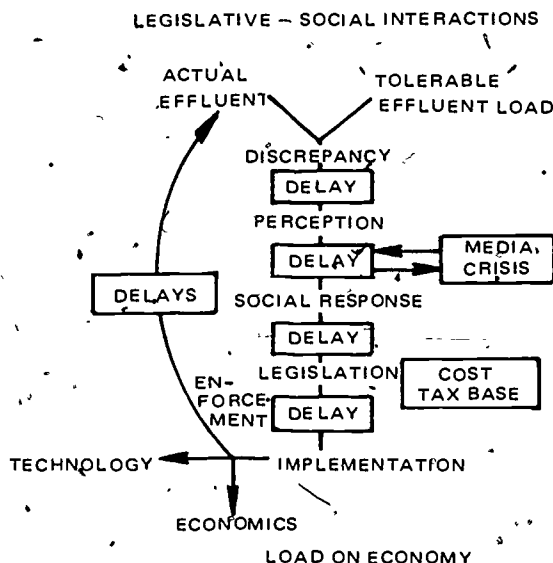 LEGISLATIVE – SOCIAL INTERACTIONS
ACTUAL
EFFLUENT
TOLERABLE
EFFLUENT LOAD
DISCREPANCY
DELAY
PERCEPTION
DELAY
MEDIA,
CRISIS
DELAYS
SOCIAL RESPONSE
DELAY
LEGISLATION
COST
TAX BASE
EN-
FORCE-
MENT
DELAY
TECHNOLOGY
IMPLEMENTATION
ECONOMICS
LOAD ON ECONOMY